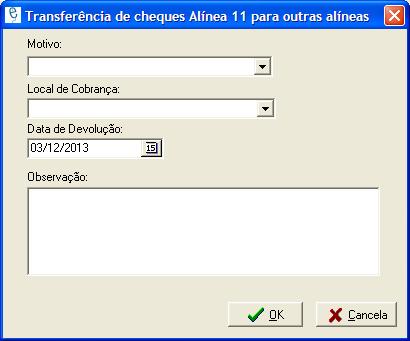 Transferência de cheques Alínea 11 para outras alíneas
Motivo:
Local de Cobrança:
Data de Devolução:
03/12/2013 15
Observação:
OK Cancela